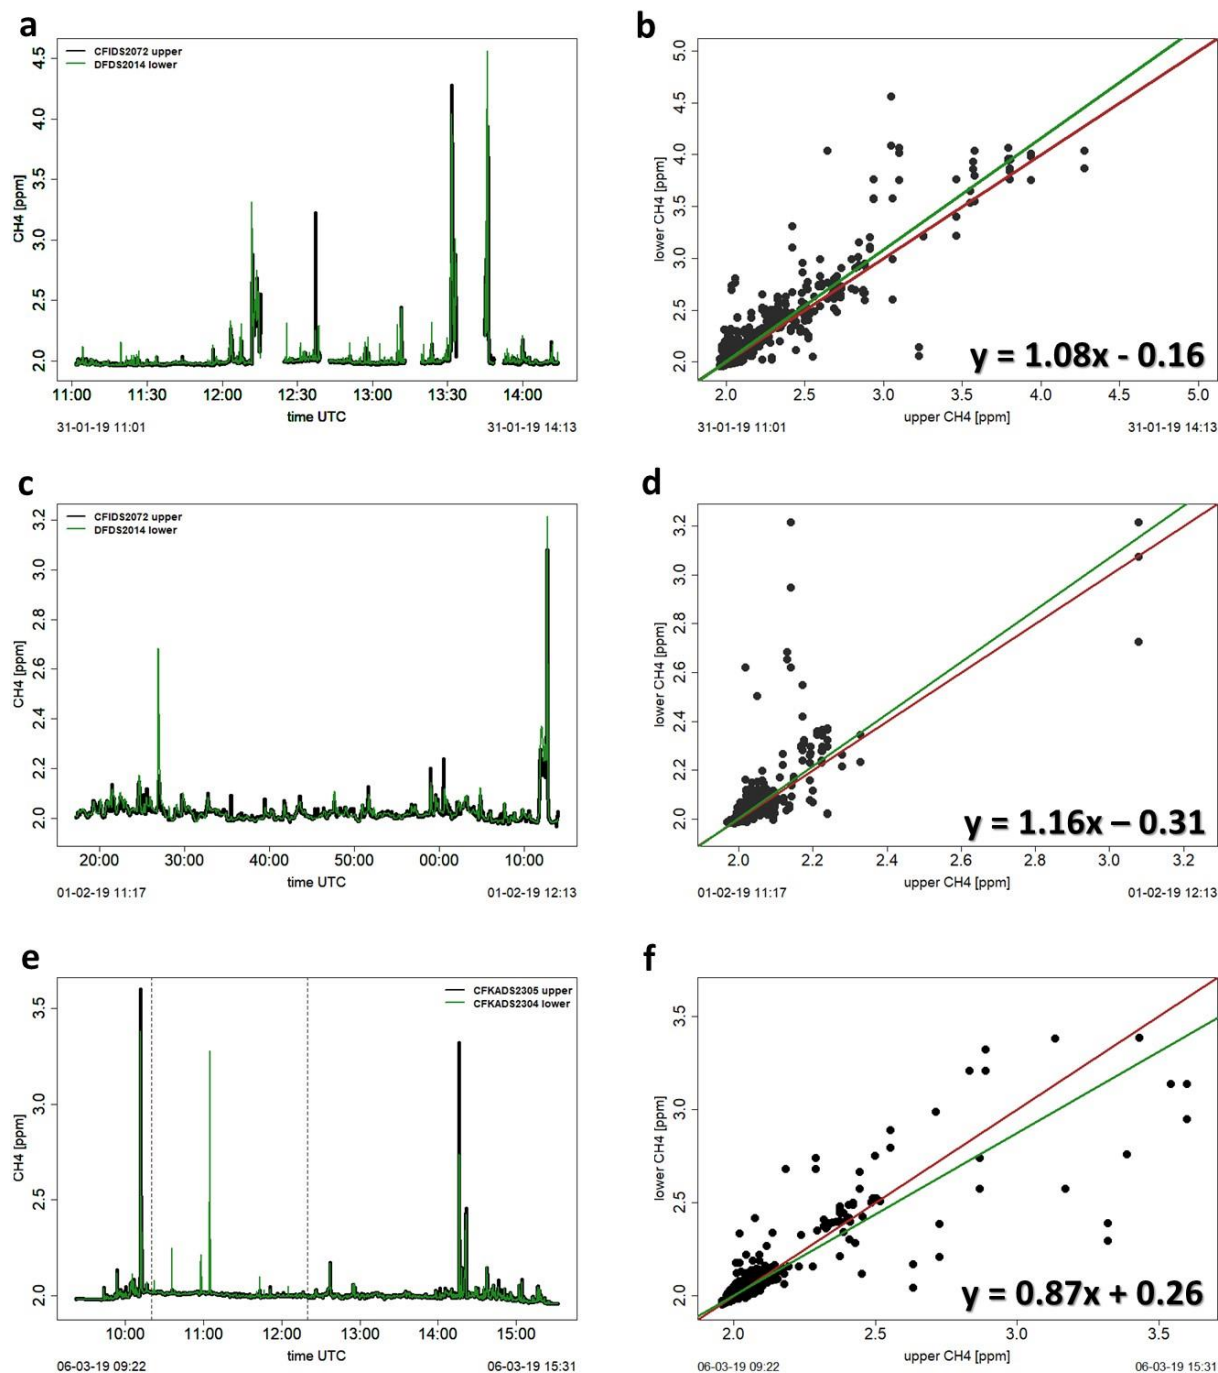 a
CFIDS2072 upper
DFDS2014 lower
4.5
4.0
3.5
3.0
2.5
2.0
CH4 [ppm]
11:00 11:30 12:00 12:30 13:00 13:30 14:00
time UTC
31-01-19 11:01 31-01-19 14:13
b
5.0
4.5
4.0
3.5
3.0
2.5
2.0
lower CH4 [ppm]
y = 1.08x - 0.16
2.0 2.5 3.0 3.5 4.0 4.5 5.0
upper CH4 [ppm]
31-01-19 11:01 31-01-19 14:13
c
CFIDS2072 upper
DFDS2014 lower
3.2
3.0
2.8
2.6
2.4
2.2
2.0
CH4 [ppm]
20:00 30:00 40:00 50:00 00:00 10:00
time UTC
01-02-19 11:17 01-02-19 12:13
d
3.2
3.0
2.8
2.6
2.4
2.2
2.0
lower CH4 [ppm]
y = 1.16x – 0.31
2.0 2.2 2.4 2.6 2.8 3.0 3.2
upper CH4 [ppm]
01-02-19 11:17 01-02-19 12:13
e
CFKADS2305 upper
CFKADS2304 lower
3.5
3.0
2.5
2.0
CH4 [ppm]
10:00 11:00 12:00 13:00 14:00 15:00
time UTC
06-03-19 09:22 06-03-19 15:31
f
3.5
3.0
2.5
2.0
lower CH4 [ppm]
y = 0.87x + 0.26
2.0 2.5 3.0 3.5
upper CH4 [ppm]
06-03-19 09:22 06-03-19 15:31